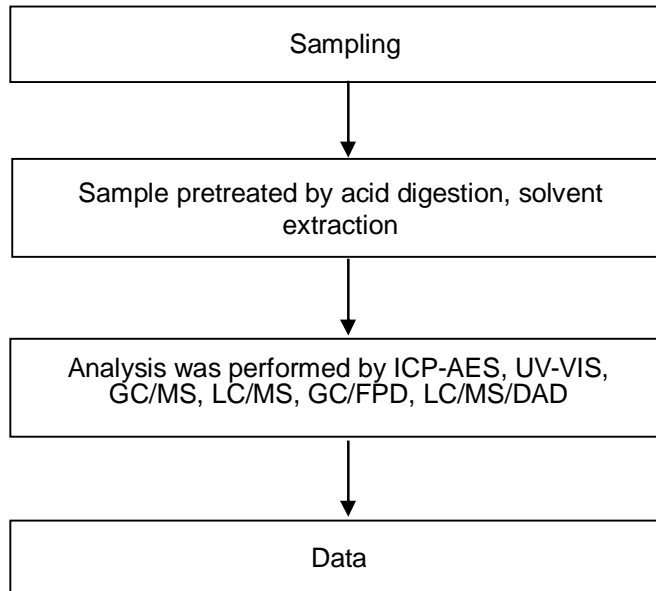 Sampling
Sample pretreated by acid digestion, solvent
extraction
Analysis was performed by ICP-AES, UV-VIS,
GC/MS, LC/MS, GC/FPD, LC/MS/DAD
Data